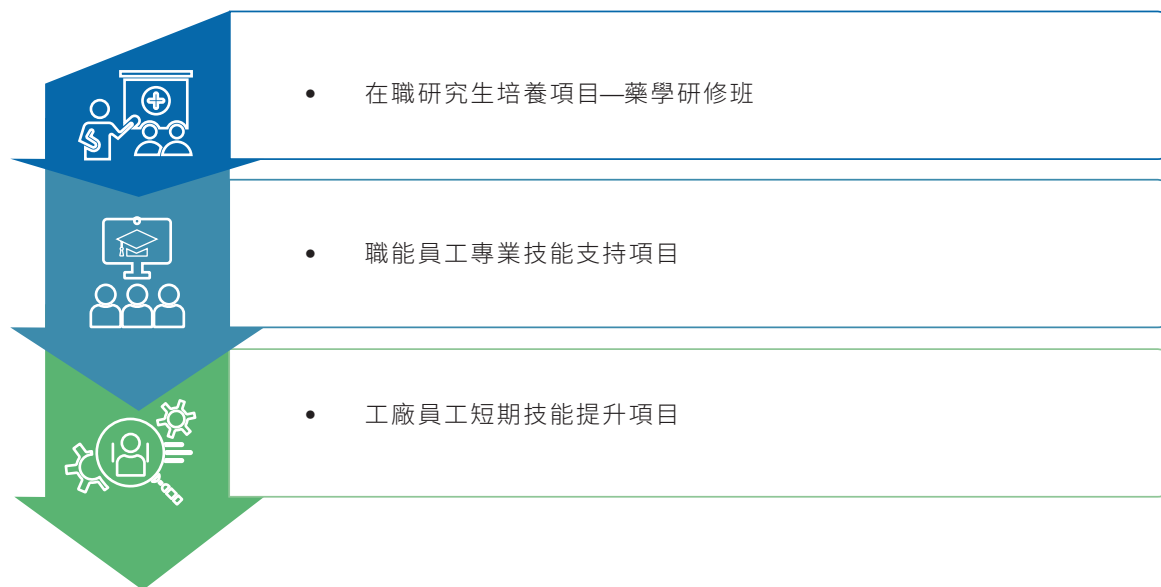 • 在職研究生培養項目—藥學研修班
• 職能員工專業技能支持項目
• 工廠員工短期技能提升項目